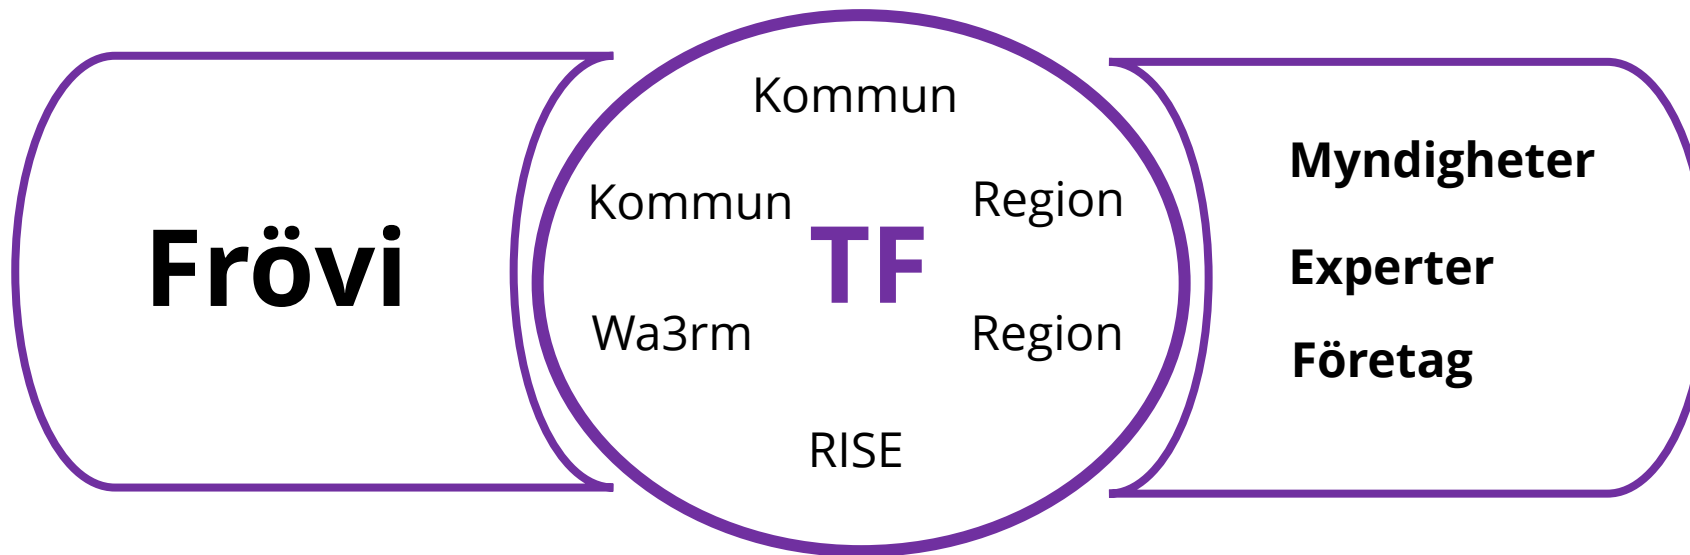 Frövi
Kommun
Kommun
Region
TF
Wa3rm
Region
RISE
Myndigheter
Experter
Företag